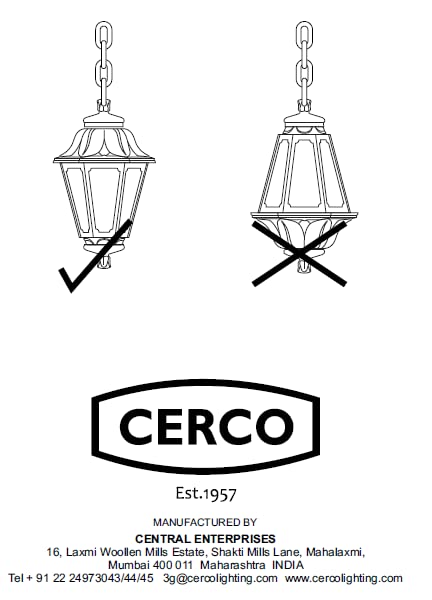 CERCO
Est.1957
MANUFACTURED BY
CENTRAL ENTERPRISES
16, Laxmi Woollen Mills Estate, Shakti Mills Lane, Mahalaxmi,
Mumbai 400 011 Maharashtra INDIA
Tel + 91 22 24973043/44/45 3g@cercolighting.com www.cercolighting.com